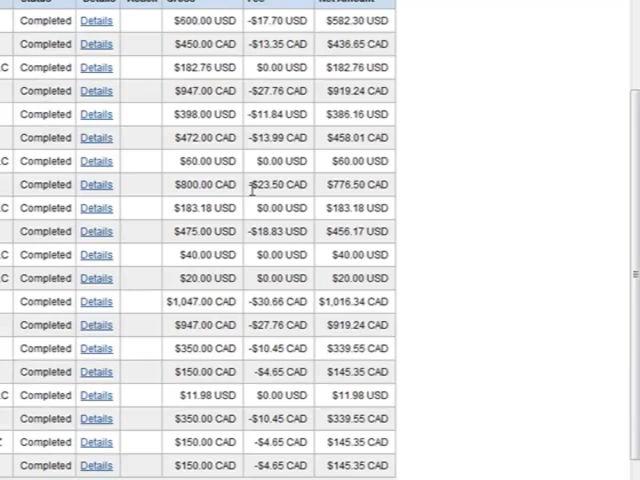 Status Details Gross Fee Net Amount
Completed Details $600.00 USD -$17.70 USD $582.30 USD
Completed Details $450.00 CAD -$13.35 CAD $436.65 CAD
C Completed Details $182.76 USD $0.00 USD $182.76 USD
Completed Details $947.00 CAD -$27.76 CAD $919.24 CAD
Completed Details $398.00 USD -$11.84 USD $386.16 USD
Completed Details $472.00 CAD -$13.99 CAD $458.01 CAD
C Completed Details $60.00 USD $0.00 USD $60.00 USD
Completed Details $800.00 CAD -$23.50 CAD $776.50 CAD
C Completed Details $183.18 USD $0.00 USD $183.18 USD
Completed Details $475.00 USD -$18.83 USD $456.17 USD
C Completed Details $40.00 USD $0.00 USD $40.00 USD
C Completed Details $20.00 USD $0.00 USD $20.00 USD
Completed Details $1,047.00 CAD -$30.66 CAD $1,016.34 CAD
Completed Details $947.00 CAD -$27.76 CAD $919.24 CAD
Completed Details $350.00 CAD -$10.45 CAD $339.55 CAD
Completed Details $150.00 CAD -$4.65 CAD $145.35 CAD
C Completed Details $11.98 USD $0.00 USD $11.98 USD
Completed Details $350.00 CAD -$10.45 CAD $339.55 CAD
Completed Details $150.00 CAD -$4.65 CAD $145.35 CAD
Completed Details $150.00 CAD -$4.65 CAD $145.35 CAD